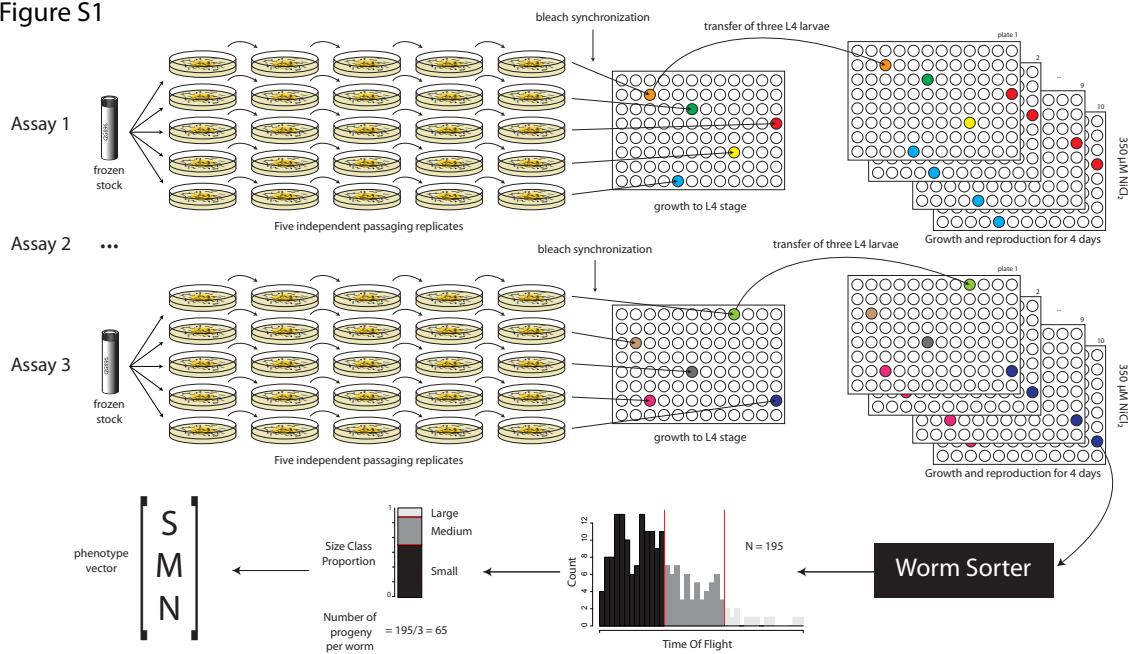 Figure S1
bleach synchronization
transfer of three L4 larvae
plate 1
2
..
9
10
Assay 1
QG896
frozen
stock
350 µM NiCl₂
Five independent passaging replicates
growth to L4 stage
Growth and reproduction for 4 days
Assay 2 ...
bleach synchronization
transfer of three L4 larvae
plate 1
2
..
9
10
Assay 3
QG896
frozen
stock
350 µM NiCl₂
Five independent passaging replicates
growth to L4 stage
Growth and reproduction for 4 days
phenotype
vector
S
M
N
Size Class
Proportion
1
0
Large
Medium
Small
Number of
progeny
per worm
= 195/3 = 65
Count
0 2 4 6 8 12
N = 195
Time Of Flight
Worm Sorter